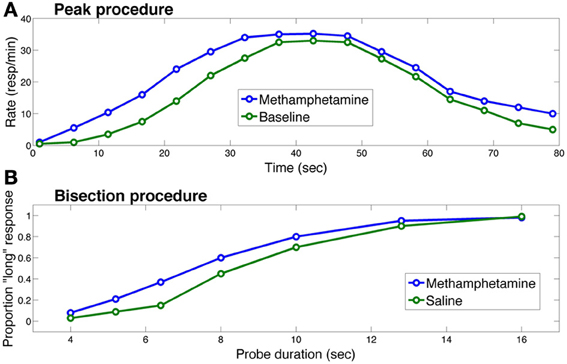 A
Peak procedure
40
30
20
10
0
Rate (resp/min)
Methamphetamine
Baseline
0 10 20 30 40 50 60 70 80
Time (sec)
B
Bisection procedure
1
0.8
0.6
0.4
0.2
0
Proportion "long" response
Methamphetamine
Saline
4 6 8 10 12 14 16
Probe duration (sec)